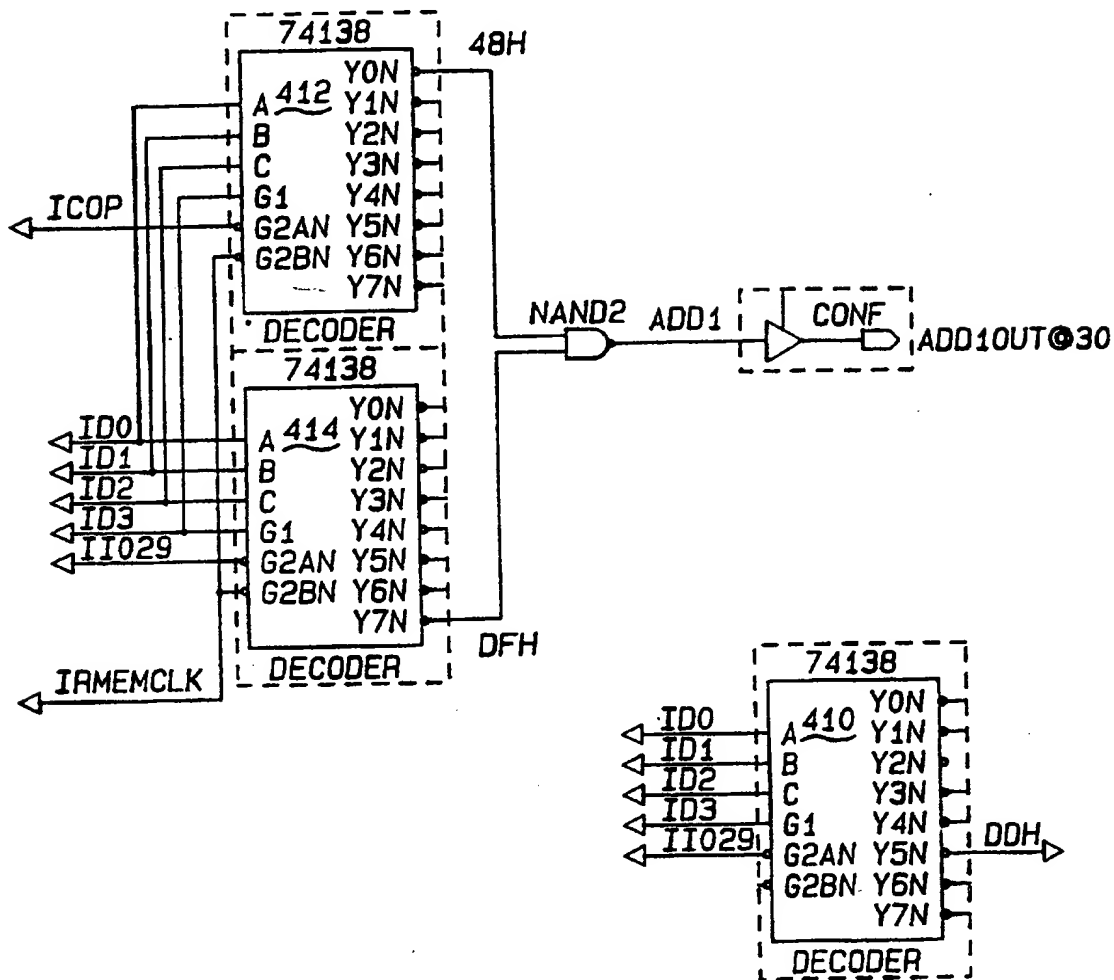 74138
48H
412
A
B
C
G1
G2AN
G2BN
Y0N
Y1N
Y2N
Y3N
Y4N
Y5N
Y6N
Y7N
ICOP
DECODER
NAND2
ADD1
CONF
ADD1OUT@30
74138
414
A
B
C
G1
G2AN
G2BN
Y0N
Y1N
Y2N
Y3N
Y4N
Y5N
Y6N
Y7N
ID0
ID1
ID2
ID3
IIO29
DFH
DECODER
IRMEMCLK
74138
410
A
B
C
G1
G2AN
G2BN
Y0N
Y1N
Y2N
Y3N
Y4N
Y5N
Y6N
Y7N
ID0
ID1
ID2
ID3
IIO29
DDH
DECODER